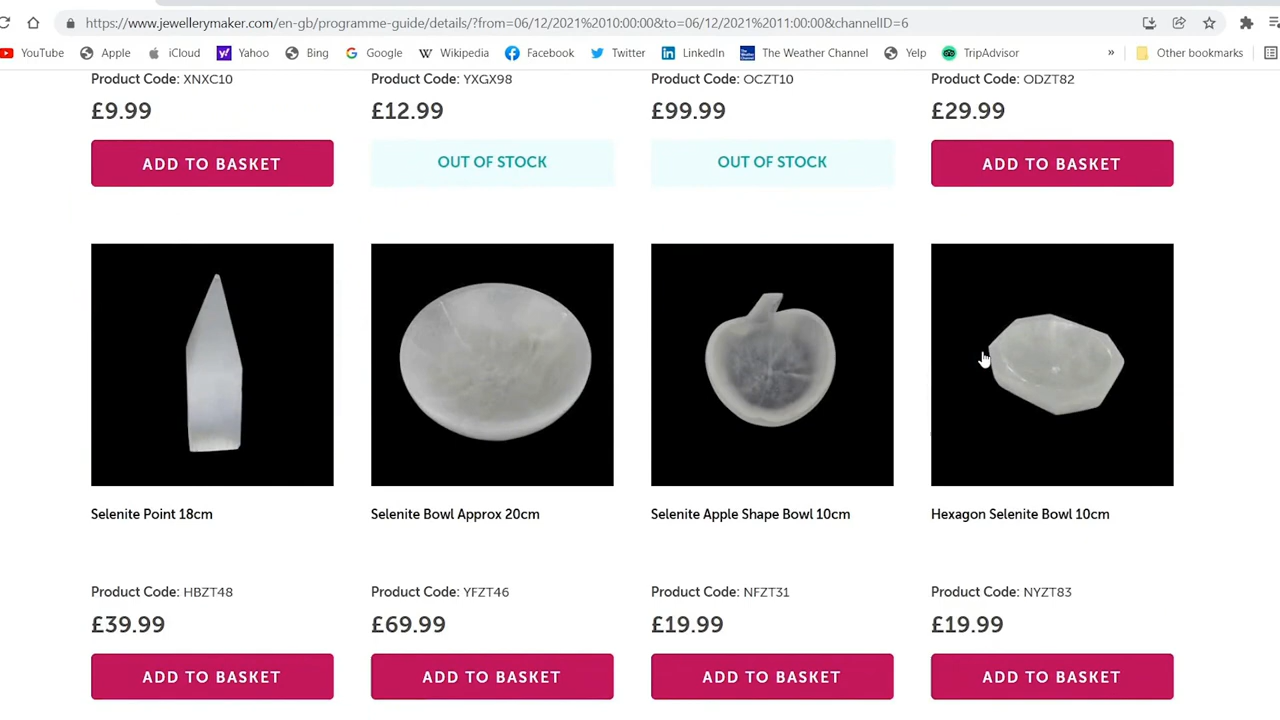 https://www.jewellerymaker.com/en-gb/programme-guide/details/?from=06/12/2021%2010:00:00&to=06/12/2021%2011:00:00&channelID=6
YouTube Apple iCloud Yahoo Bing Google Wikipedia Facebook Twitter LinkedIn The Weather Channel Yelp TripAdvisor » Other bookmarks
Product Code: XNXC10 Product Code: YXGX98 Product Code: OCZT10 Product Code: ODZT82
£9.99 £12.99 £99.99 £29.99
ADD TO BASKET OUT OF STOCK OUT OF STOCK ADD TO BASKET
Selenite Point 18cm Selenite Bowl Approx 20cm Selenite Apple Shape Bowl 10cm Hexagon Selenite Bowl 10cm
Product Code: HBZT48 Product Code: YFZT46 Product Code: NFZT31 Product Code: NYZT83
£39.99 £69.99 £19.99 £19.99
ADD TO BASKET ADD TO BASKET ADD TO BASKET ADD TO BASKET